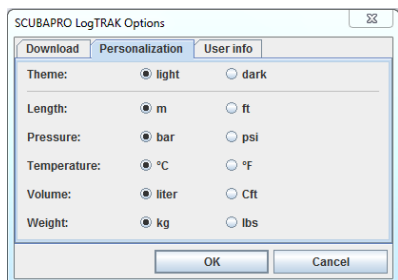 SCUBAPRO LogTRAK Options
Download Personalization User info
Theme: light dark
Length: m ft
Pressure: bar psi
Temperature: °C °F
Volume: liter Cft
Weight: kg lbs
OK Cancel